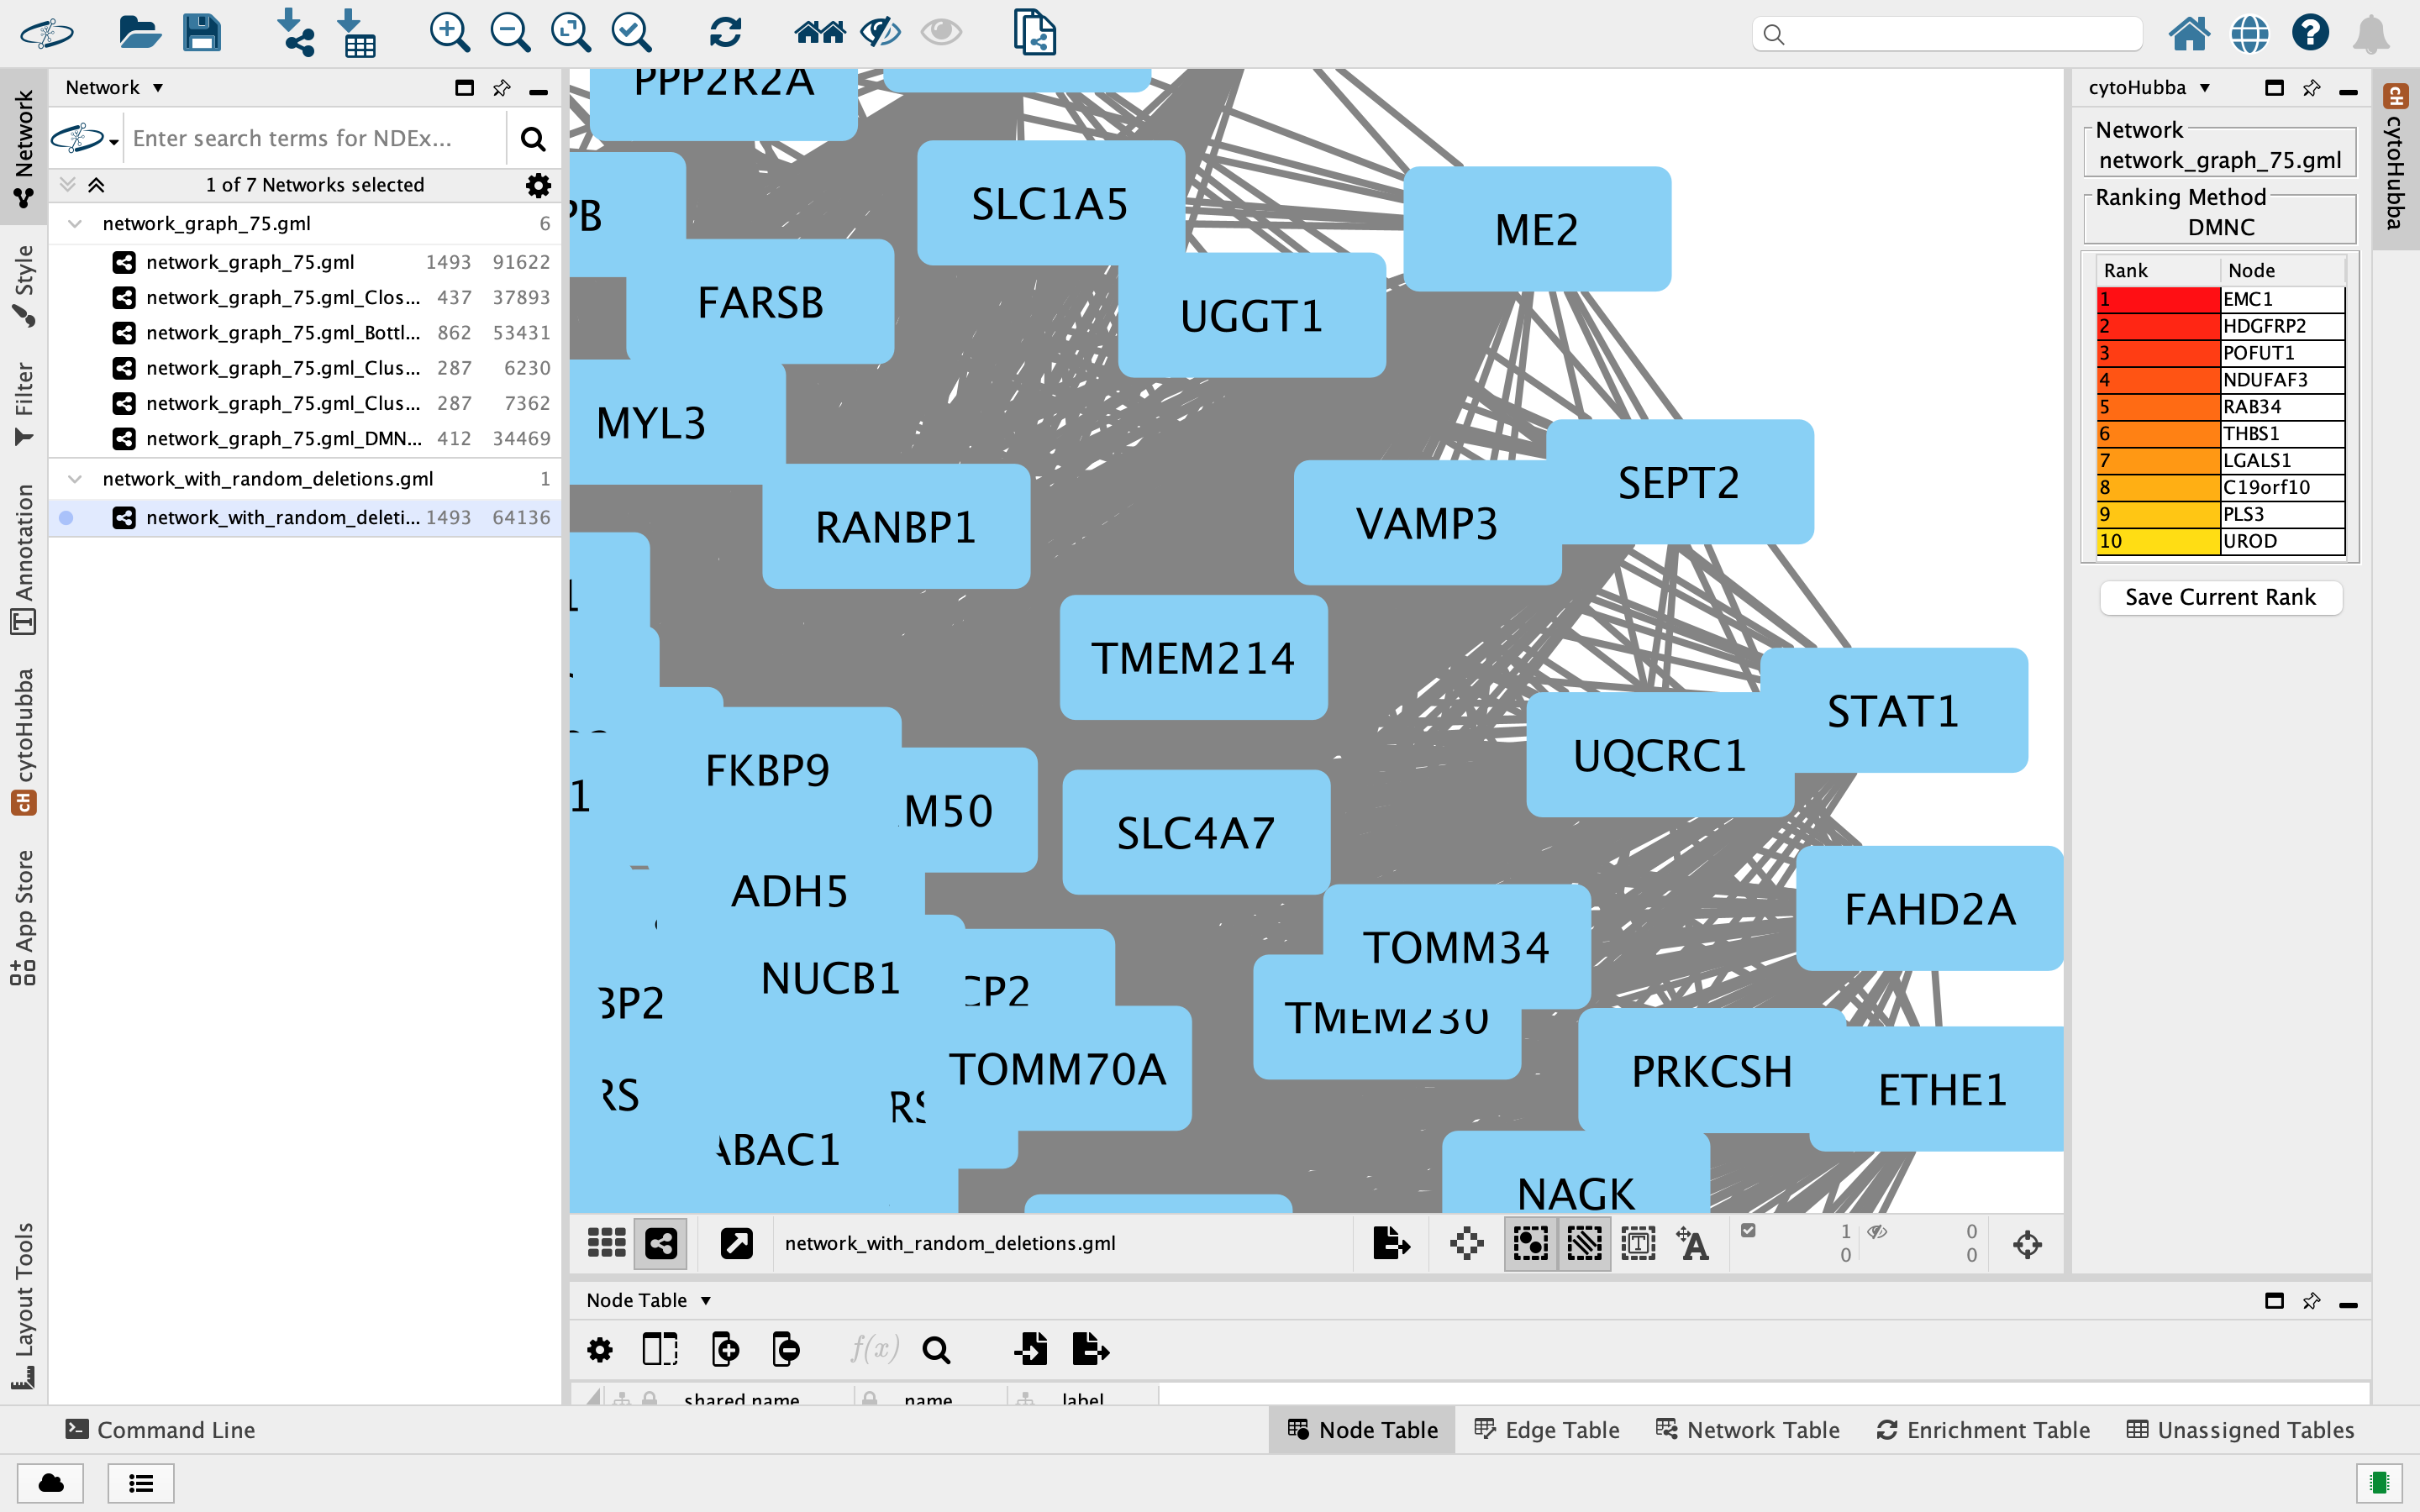 Network
Enter search terms for NDEx...
1 of 7 Networks selected
network_graph_75.gml 6
network_graph_75.gml 1493 91622
network_graph_75.gml_Clos... 437 37893
network_graph_75.gml_Bottl... 862 53431
network_graph_75.gml_Clus... 287 6230
network_graph_75.gml_Clus... 287 7362
network_graph_75.gml_DMN... 412 34469
network_with_random_deletions.gml 1
network_with_random_deleti... 1493 64136
Network
Style
Filter
Annotation
cytoHubba
App Store
Layout Tools
PPP2R2A
SLC1A5
ME2
PB
FARSB
UGGT1
MYL3
SEPT2
RANBP1
VAMP3
TMEM214
STAT1
UQCRC1
FKBP9
1
M50
SLC4A7
ADH5
FAHD2A
TOMM34
NUCB1
CP2
BP2
TMEM230
TOMM70A
PRKCSH
ETHE1
RS
RS
ABAC1
NAGK
network_with_random_deletions.gml
1 0
0 0
cytoHubba
Network
network_graph_75.gml
Ranking Method
DMNC
Rank Node
1 EMC1
2 HDGFRP2
3 POFUT1
4 NDUFAF3
5 RAB34
6 THBS1
7 LGALS1
8 C19orf10
9 PLS3
10 UROD
Save Current Rank
cH cytoHubba
Node Table
f(x)
shared name name label
Command Line
Node Table Edge Table Network Table Enrichment Table Unassigned Tables